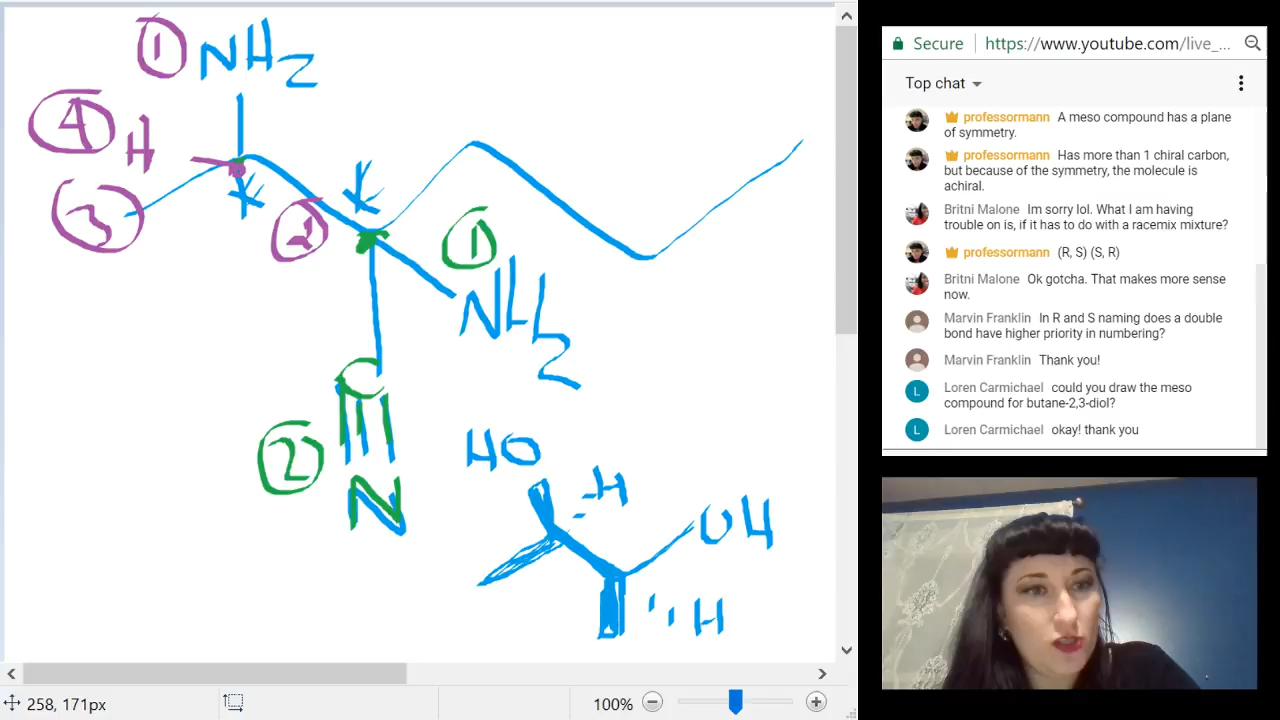 ① NH2
④ H
③
②
K
K
① NH2
C
② N
HO
H
OH
H
258, 171px
100%
Secure
https://www.youtube.com/live_...
Top chat
professormann A meso compound has a plane
of symmetry.
professormann Has more than 1 chiral carbon,
but because of the symmetry, the molecule is
achiral.
Britni Malone Im sorry lol. What I am having
trouble on is, if it has to do with a racemix mixture?
professormann (R, S) (S, R)
Britni Malone Ok gotcha. That makes more sense
now.
Marvin Franklin In R and S naming does a double
bond have higher priority in numbering?
Marvin Franklin Thank you!
L Loren Carmichael could you draw the meso
compound for butane-2,3-diol?
L Loren Carmichael okay! thank you